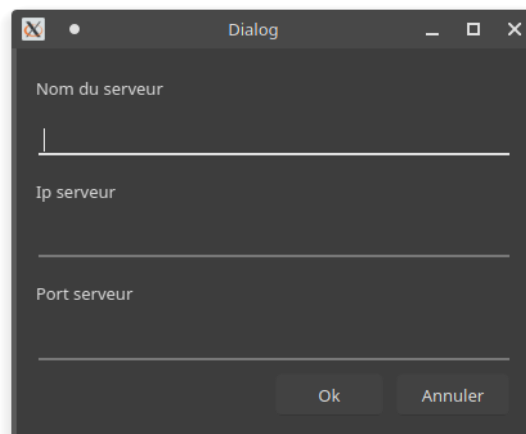 Dialog
Nom du serveur
Ip serveur
Port serveur
Ok Annuler